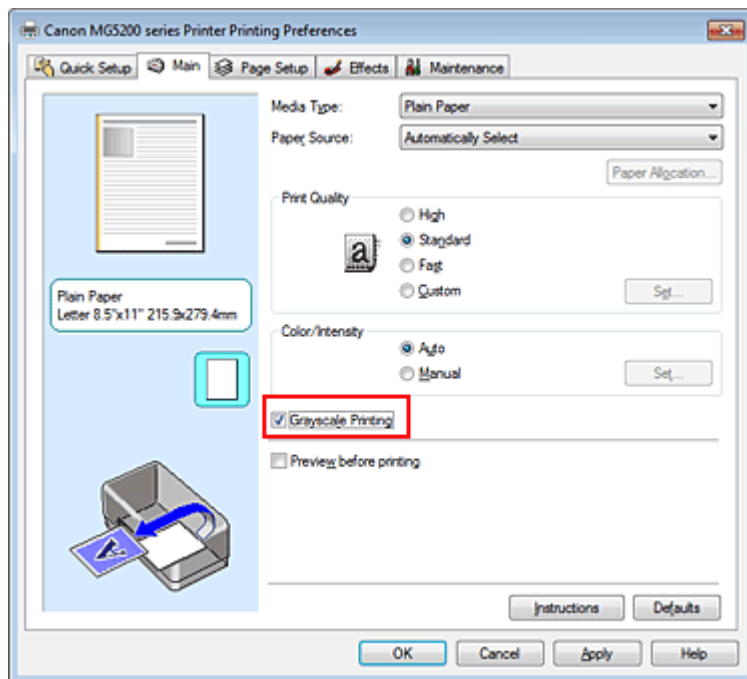 Canon MG5200 series Printer Printing Preferences
Quick Setup Main Page Setup Effects Maintenance
Media Type: Plain Paper
Paper Source: Automatically Select
Paper Allocation...
Print Quality
High
a Standard
Fast
Custom Set...
Plain Paper
Letter 8.5"x11" 215.9x279.4mm
Color/Intensity
Auto
Manual Set...
Grayscale Printing
Preview before printing
A
Instructions Defaults
OK Cancel Apply Help